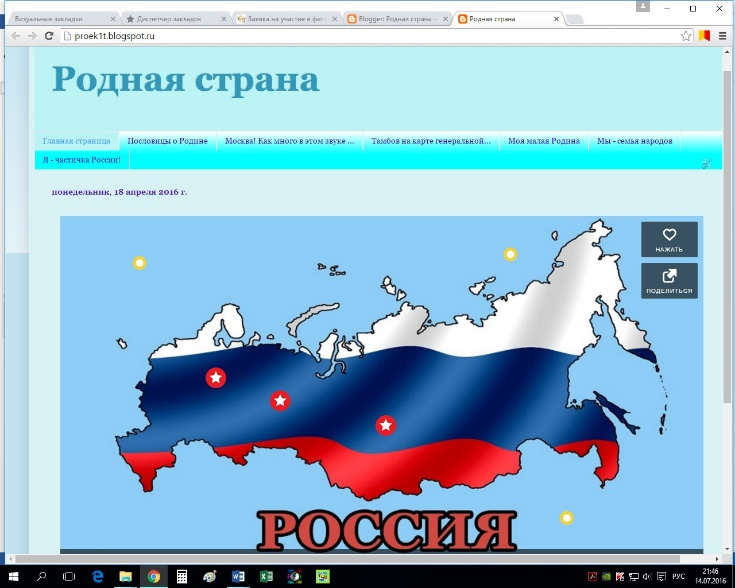 Визуальные закладки
Диспетчер закладок
Заявка на участие в фес
Blogger: Родная страна -
Родная страна
proek1t.blogspot.ru
Родная страна
Главная страница
Пословицы о Родине
Москва! Как много в этом звуке ...
Тамбов на карте генеральной...
Моя малая Родина
Мы - семья народов
Я - частичка России!
понедельник, 18 апреля 2016 г.
НАЖАТЬ
ПОДЕЛИТЬСЯ
РОССИЯ
РУС
21:46
14.07.2016